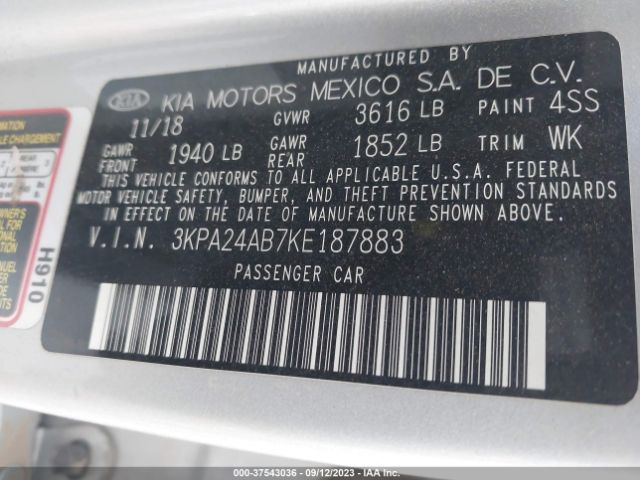 MANUFACTURED BY
KIA KIA MOTORS MEXICO S.A. DE C.V.
11/18 GVWR 3616 LB PAINT 4SS
GAWR FRONT 1940 LB GAWR REAR 1852 LB TRIM WK
THIS VEHICLE CONFORMS TO ALL APPLICABLE U.S.A. FEDERAL
MOTOR VEHICLE SAFETY, BUMPER, AND THEFT PREVENTION STANDARDS
IN EFFECT ON THE DATE OF MANUFACTURE SHOWN ABOVE.
V.I.N. 3KPA24AB7KE187883
PASSENGER CAR
H910
000-37543036 - 09/12/2023 - IAA Inc.